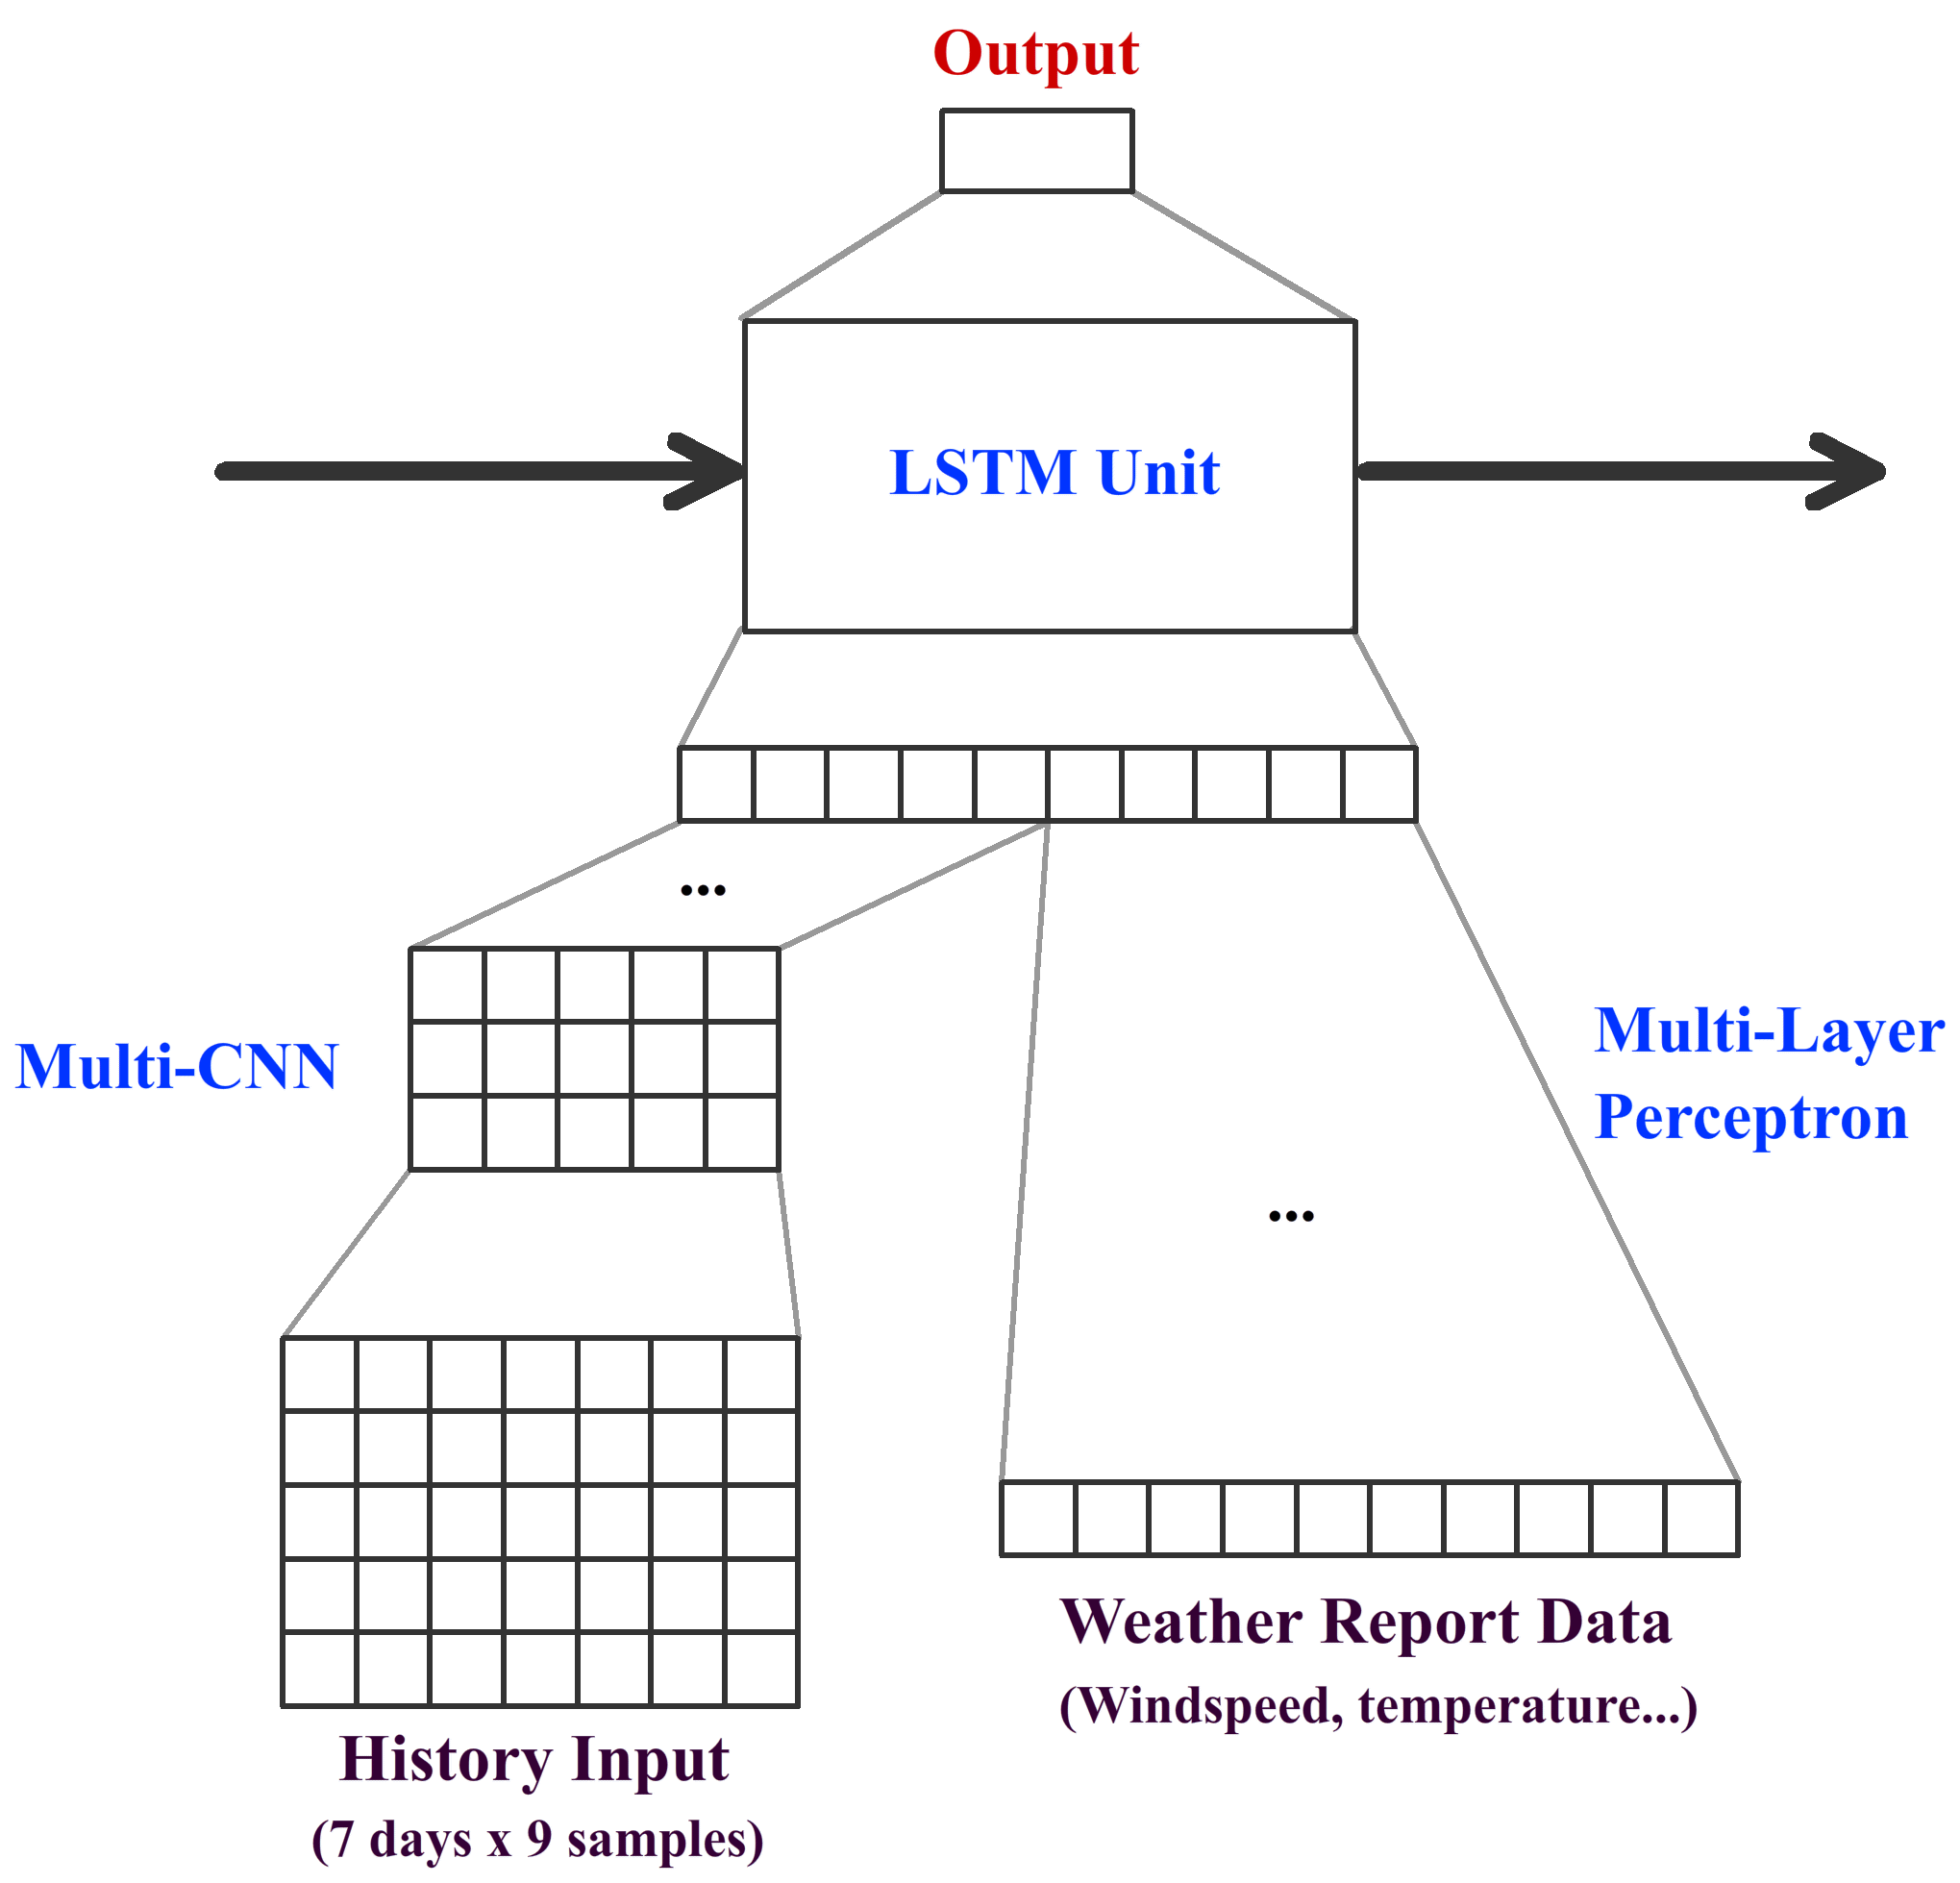 Output
LSTM Unit
...
Multi-CNN
Multi-Layer
Perceptron
...
Weather Report Data
(Windspeed, temperature...)
History Input
(7 days x 9 samples)